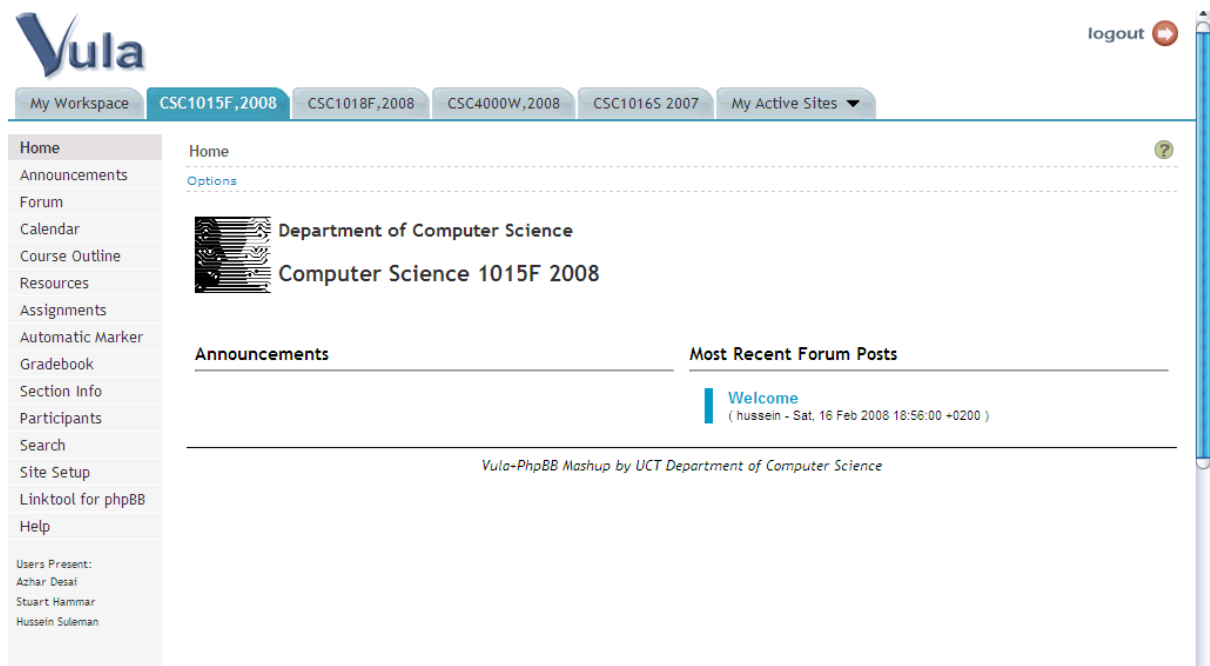 Vula
logout
My Workspace
CSC1015F,2008
CSC1018F,2008
CSC4000W,2008
CSC1016S 2007
My Active Sites
Home
Announcements
Forum
Calendar
Course Outline
Resources
Assignments
Automatic Marker
Gradebook
Section Info
Participants
Search
Site Setup
Linktool for phpBB
Help
Users Present:
Azhar Desai
Stuart Hammar
Hussein Suleman
Home
?
Options
Department of Computer Science
Computer Science 1015F 2008
Announcements
Most Recent Forum Posts
Welcome
( hussein - Sat, 16 Feb 2008 18:56:00 +0200 )
Vula+PhpBB Mashup by UCT Department of Computer Science